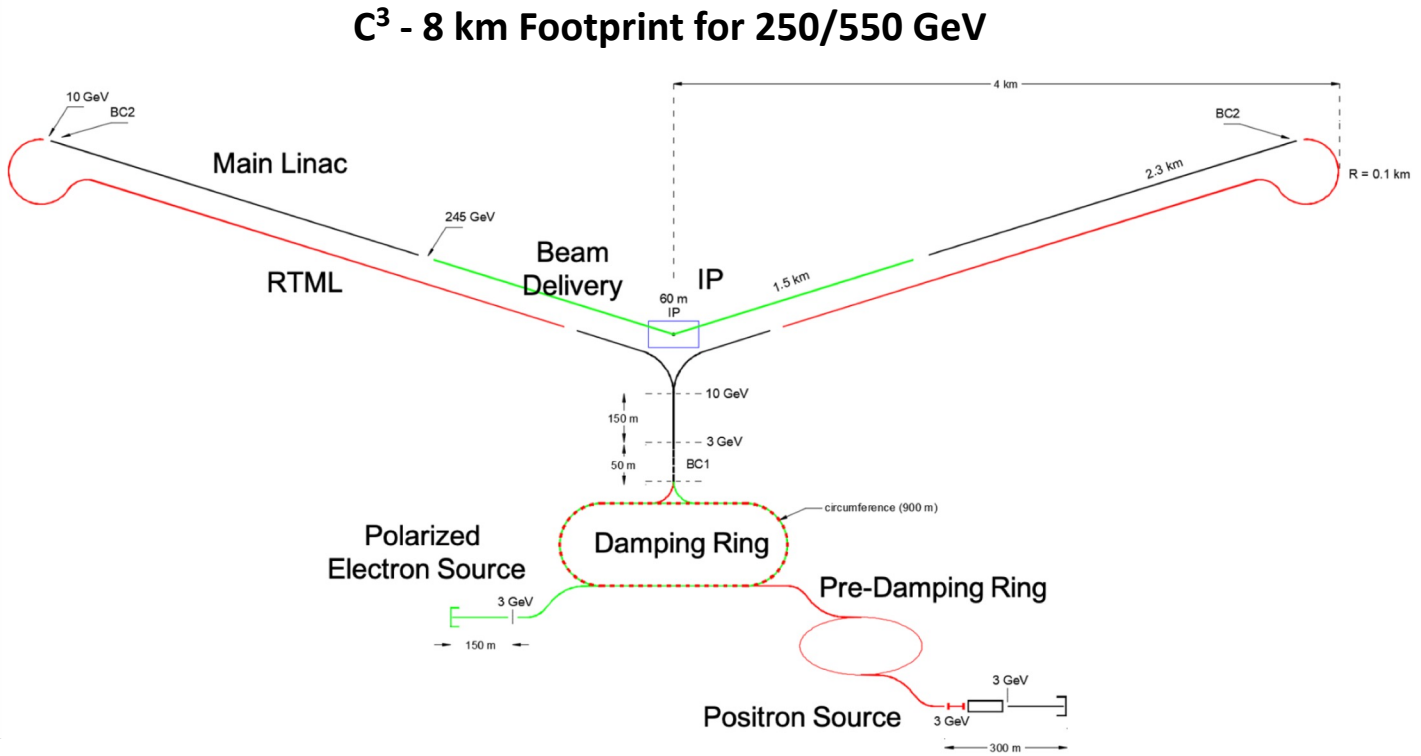 C³ - 8 km Footprint for 250/550 GeV
4 km
10 GeV
BC2
BC2
Main Linac
2.3 km
R = 0.1 km
245 GeV
Beam
Delivery
IP
RTML
1.5 km
60 m
IP
10 GeV
150 m
3 GeV
50 m
BC1
circumference (900 m)
Polarized
Electron Source
Damping Ring
Pre-Damping Ring
3 GeV
150 m
3 GeV
Positron Source
3 GeV
300 m